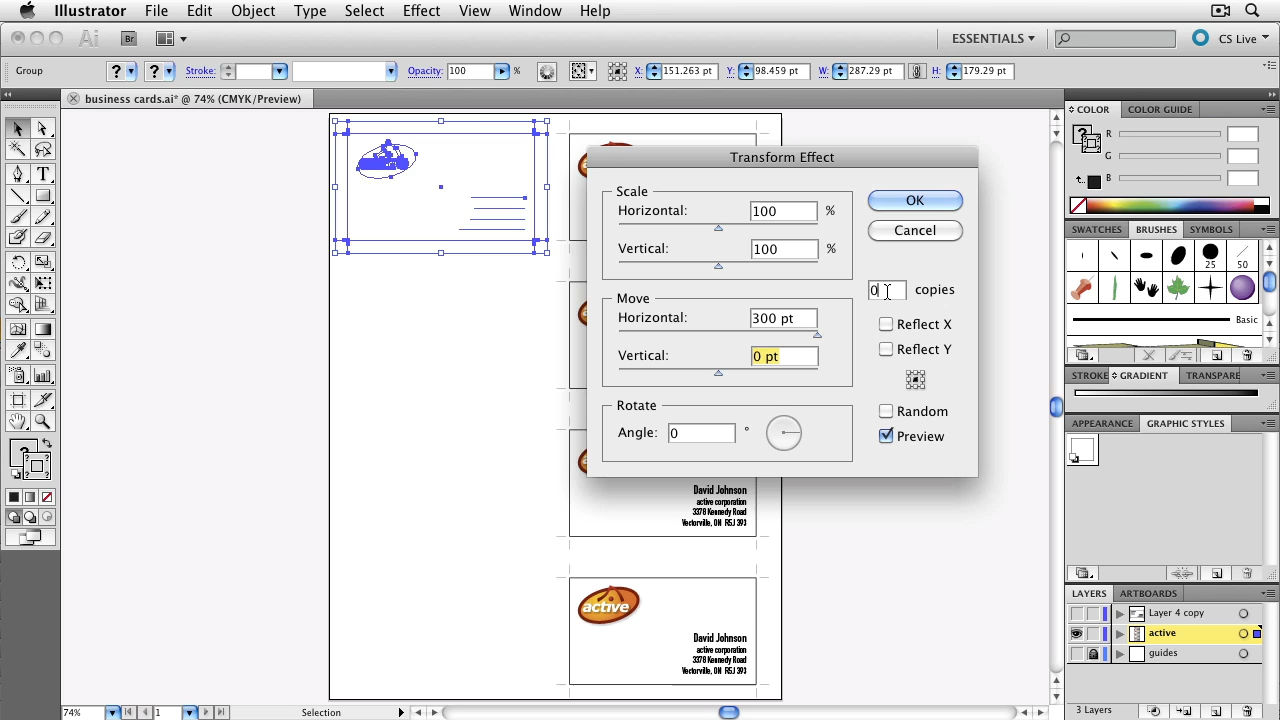 Illustrator File Edit Object Type Select Effect View Window Help
Ai Br ESSENTIALS CS Live
Group ? ? Stroke: Opacity: 100 % X: 151.263 pt Y: 98.459 pt W: 287.29 pt H: 179.29 pt
business cards.ai* @ 74% (CMYK/Preview)
COLOR COLOR GUIDE
? R
G
B
Transform Effect
Scale
Horizontal: 100 %
Vertical: 100 %
OK
Cancel
0 copies
Move
Horizontal: 300 pt
Vertical: 0 pt
Reflect X
Reflect Y
Random
Preview
Rotate
Angle: 0 °
David Johnson
active corporation
3378 Kennedy Road
Vectorville, ON R5J 393
active
David Johnson
active corporation
3378 Kennedy Road
Vectorville, ON R5J 393
SWATCHES BRUSHES SYMBOLS
25 50
Basic
STROKE GRADIENT TRANSPARE
APPEARANCE GRAPHIC STYLES
LAYERS ARTBOARDS
Layer 4 copy
active
guides
3 Layers
T
?
74% 1 Selection